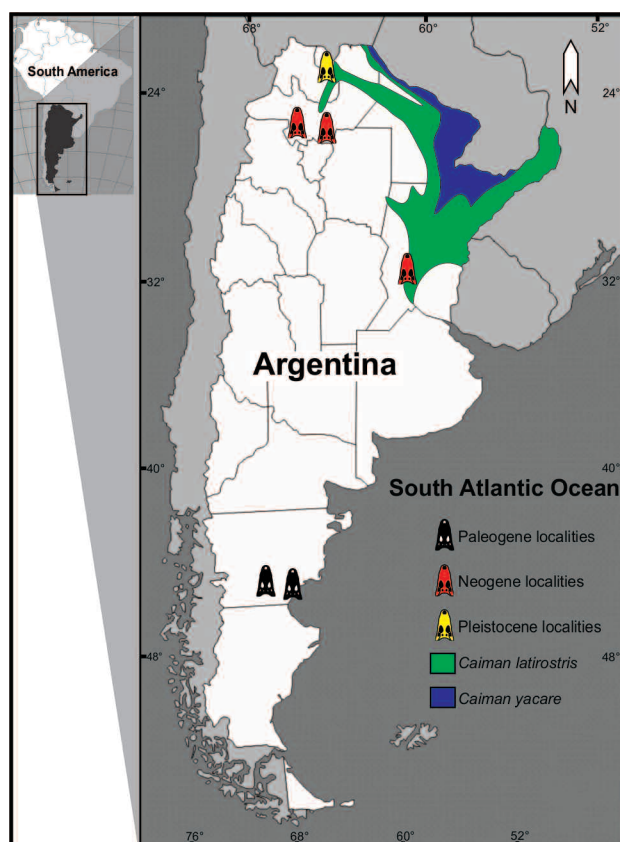 South America
68°
60°
52°
24°
24°
N
32°
32°
Argentina
40°
40°
South Atlantic Ocean
Paleogene localities
Neogene localities
Pleistocene localities
48°
48°
Caiman latirostris
Caiman yacare
76°
68°
60°
52°